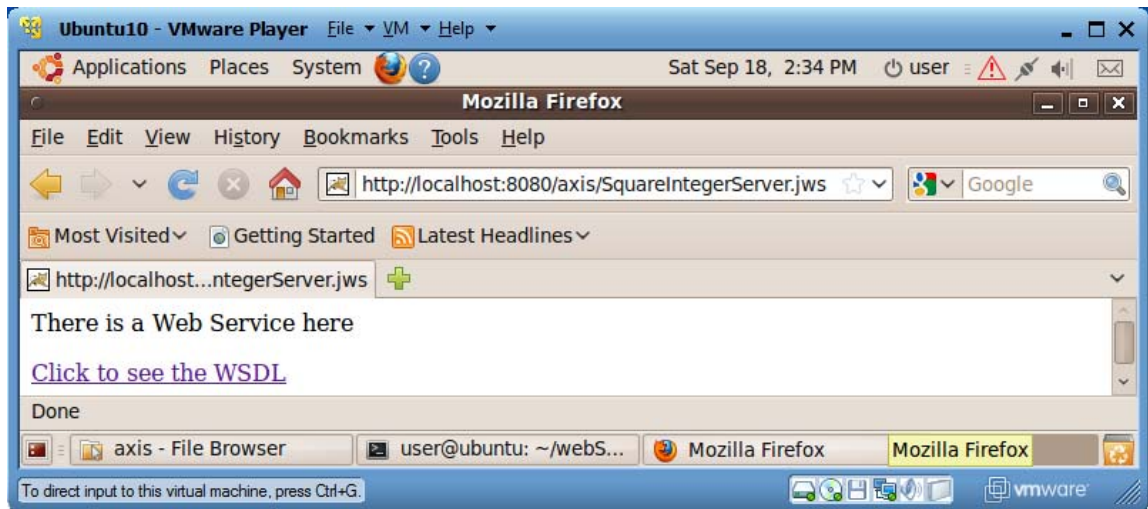 Ubuntu10 - VMware Player File VM Help
Applications Places System Sat Sep 18, 2:34 PM user
Mozilla Firefox
File Edit View History Bookmarks Tools Help
http://localhost:8080/axis/SquareIntegerServer.jws Google
Most Visited Getting Started Latest Headlines
http://localhost...ntegerServer.jws
There is a Web Service here
Click to see the WSDL
Done
axis - File Browser user@ubuntu: ~/webS... Mozilla Firefox Mozilla Firefox
To direct input to this virtual machine, press Ctrl+G. vmware